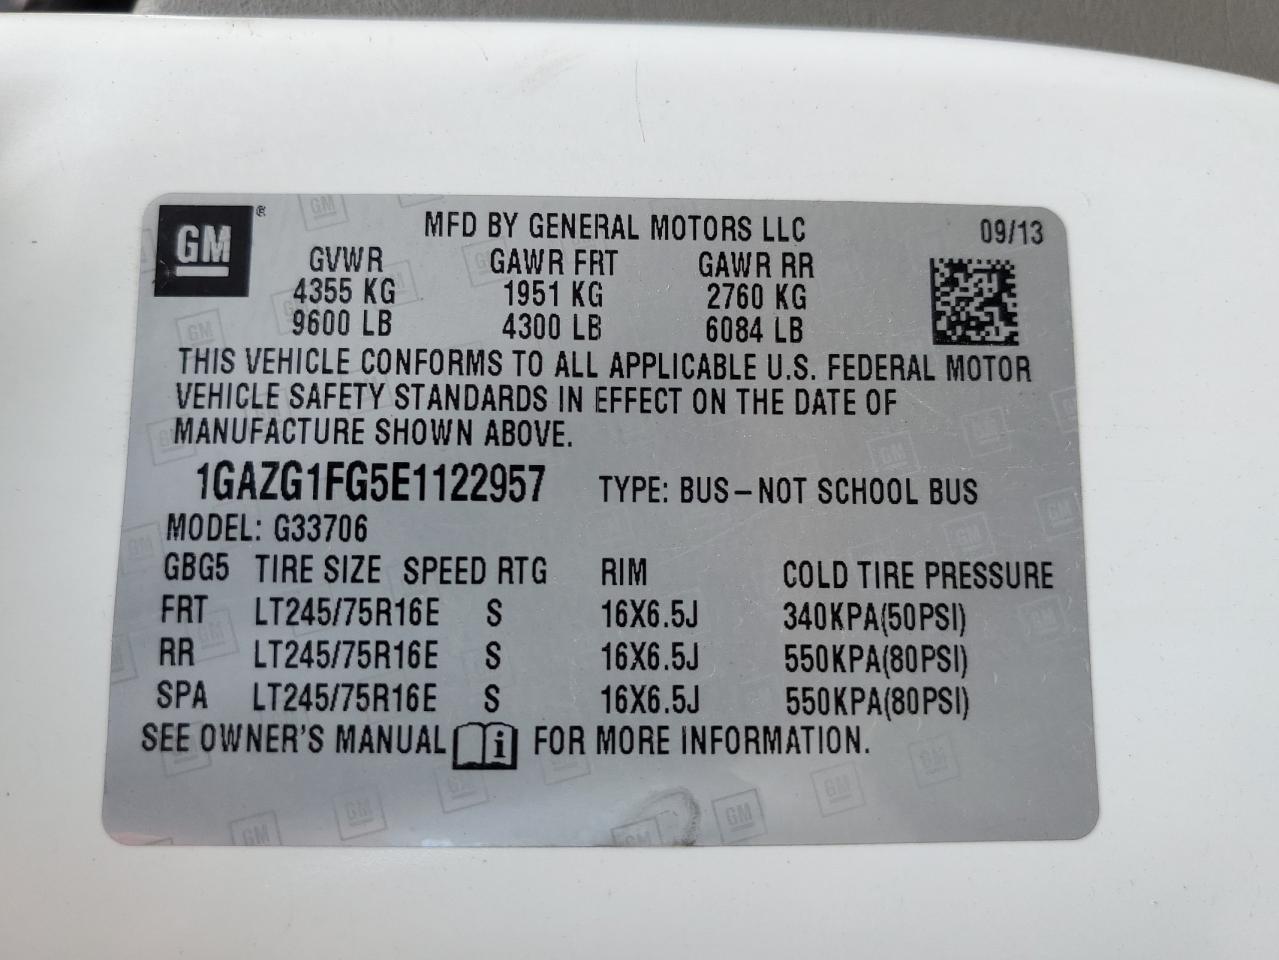 GM ®
MFD BY GENERAL MOTORS LLC 09/13
GVWR GAWR FRT GAWR RR
4355 KG 1951 KG 2760 KG
9600 LB 4300 LB 6084 LB
THIS VEHICLE CONFORMS TO ALL APPLICABLE U.S. FEDERAL MOTOR
VEHICLE SAFETY STANDARDS IN EFFECT ON THE DATE OF
MANUFACTURE SHOWN ABOVE.
1GAZG1FG5E1122957 TYPE: BUS–NOT SCHOOL BUS
MODEL: G33706
GBG5 TIRE SIZE SPEED RTG RIM COLD TIRE PRESSURE
FRT LT245/75R16E S 16X6.5J 340KPA(50PSI)
RR LT245/75R16E S 16X6.5J 550KPA(80PSI)
SPA LT245/75R16E S 16X6.5J 550KPA(80PSI)
SEE OWNER'S MANUAL i FOR MORE INFORMATION.